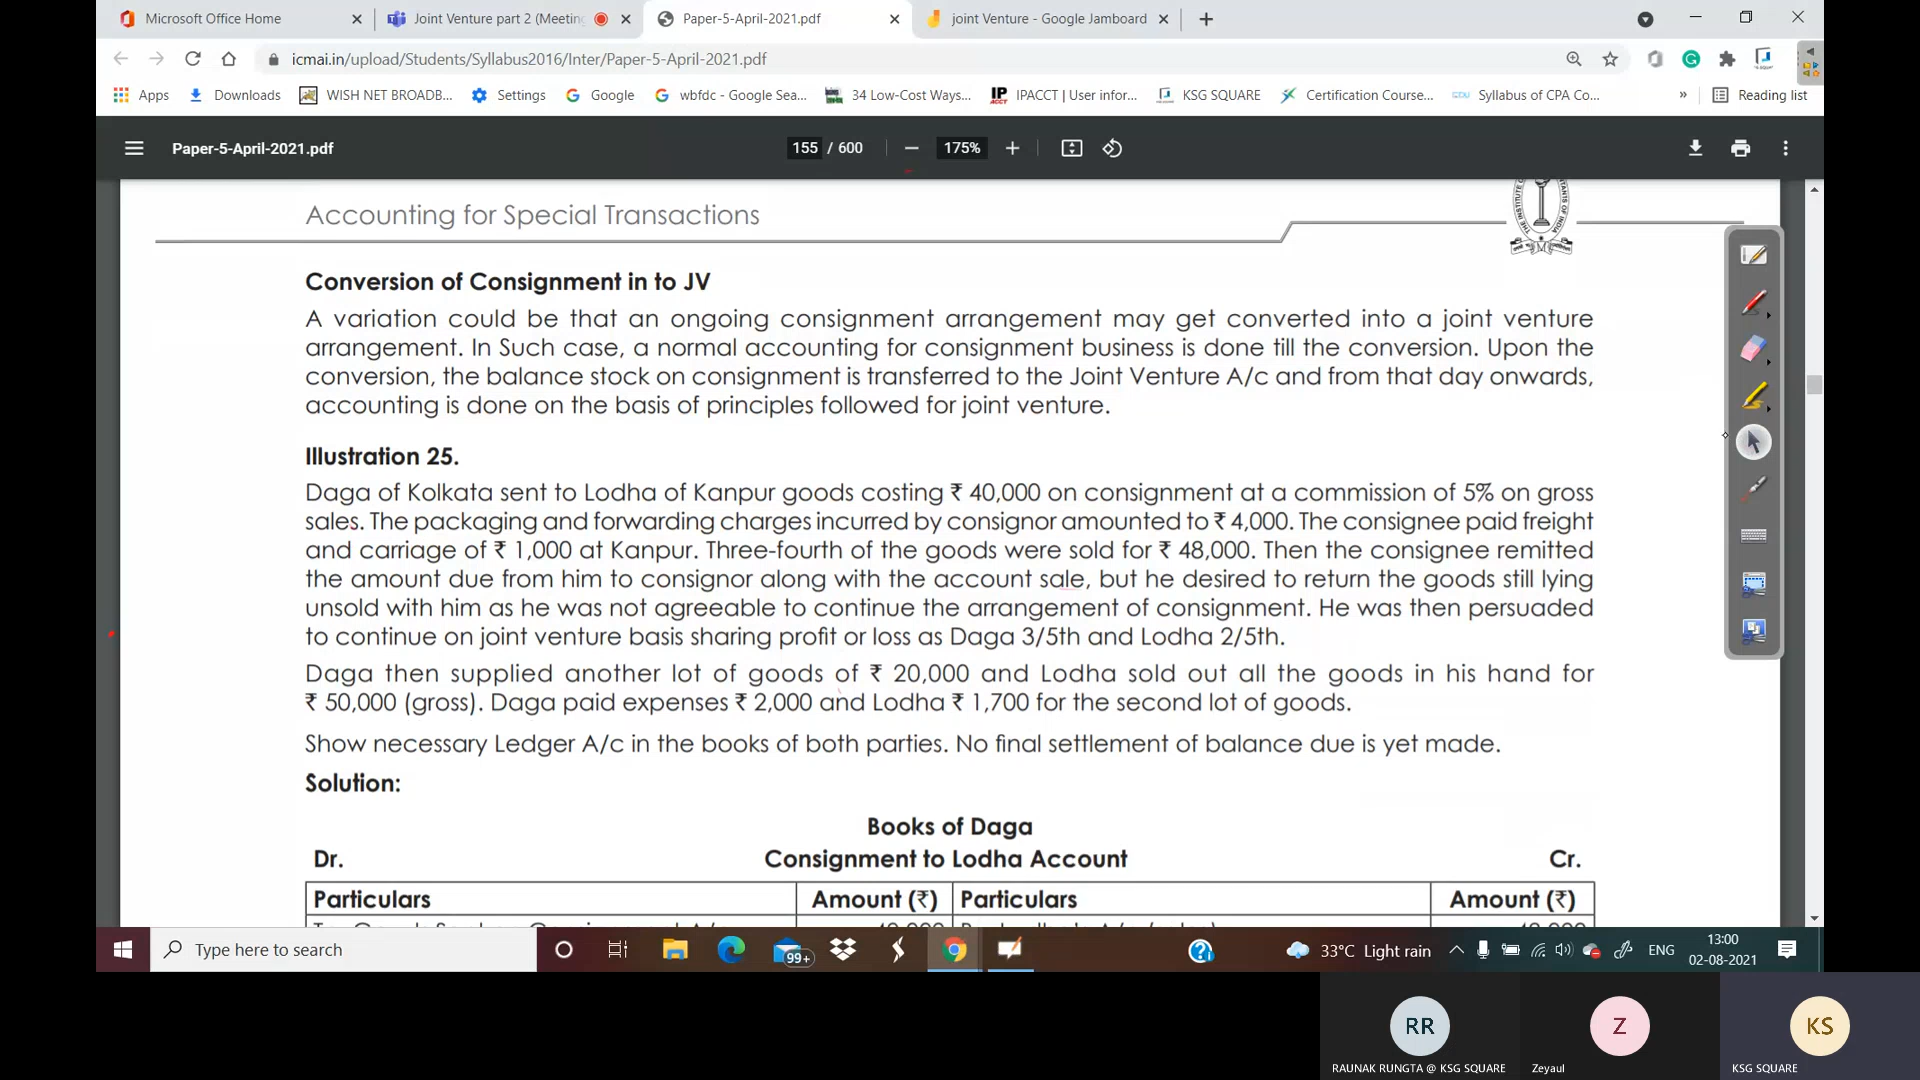 Microsoft Office Home
Joint Venture part 2 (Meetin
Paper-5-April-2021.pdf
joint Venture - Google Jamboard
icmai.in/upload/Students/Syllabus2016/Inter/Paper-5-April-2021.pdf
Apps Downloads WISH NET BROADB... Settings Google wbfdc - Google Sea... 34 Low-Cost Ways... IP IPACCT IPACCT | User infor... KSG SQUARE Certification Course... CDU Syllabus of CPA Co... » Reading list
Paper-5-April-2021.pdf 155 / 600 175%
Accounting for Special Transactions
Conversion of Consignment in to JV
A variation could be that an ongoing consignment arrangement may get converted into a joint venture
arrangement. In Such case, a normal accounting for consignment business is done till the conversion. Upon the
conversion, the balance stock on consignment is transferred to the Joint Venture A/c and from that day onwards,
accounting is done on the basis of principles followed for joint venture.
Illustration 25.
Daga of Kolkata sent to Lodha of Kanpur goods costing ₹ 40,000 on consignment at a commission of 5% on gross
sales. The packaging and forwarding charges incurred by consignor amounted to ₹ 4,000. The consignee paid freight
and carriage of ₹ 1,000 at Kanpur. Three-fourth of the goods were sold for ₹ 48,000. Then the consignee remitted
the amount due from him to consignor along with the account sale, but he desired to return the goods still lying
unsold with him as he was not agreeable to continue the arrangement of consignment. He was then persuaded
to continue on joint venture basis sharing profit or loss as Daga 3/5th and Lodha 2/5th.
Daga then supplied another lot of goods of ₹ 20,000 and Lodha sold out all the goods in his hand for
₹ 50,000 (gross). Daga paid expenses ₹ 2,000 and Lodha ₹ 1,700 for the second lot of goods.
Show necessary Ledger A/c in the books of both parties. No final settlement of balance due is yet made.
Solution:
Books of Daga
Dr. Consignment to Lodha Account Cr.
Particulars Amount (₹) Particulars Amount (₹)
Type here to search
99+
33°C Light rain
ENG
13:00
02-08-2021
RR Z KS
RAUNAK RUNGTA @ KSG SQUARE Zeyaul KSG SQUARE